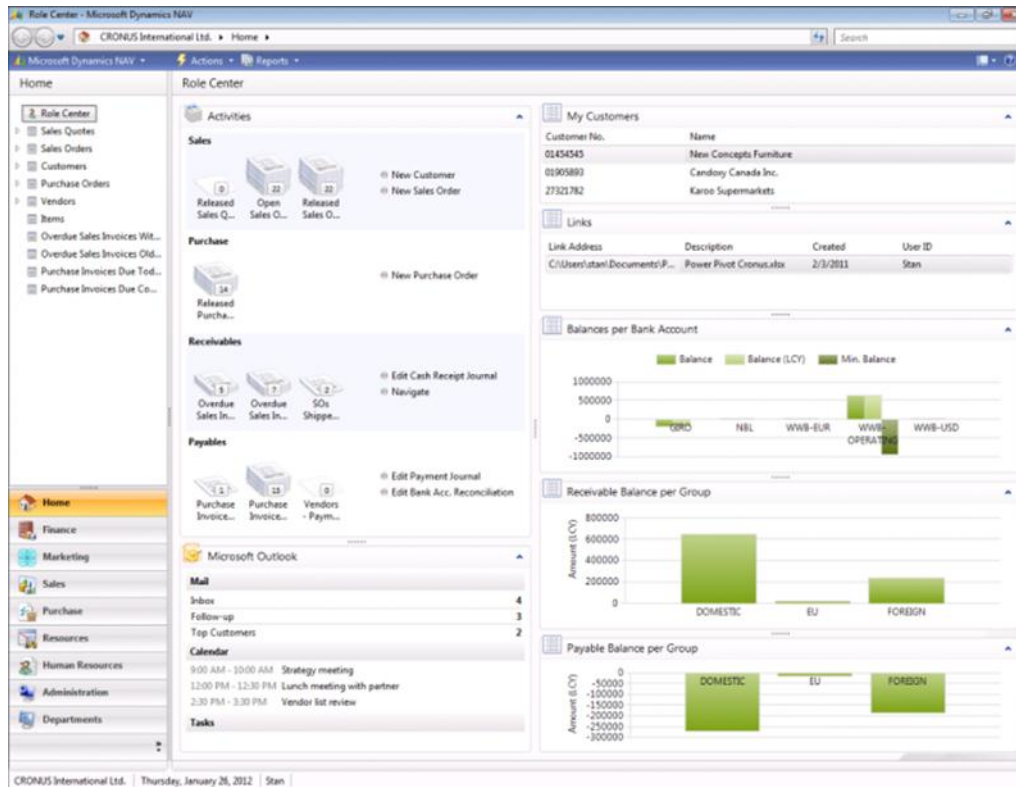 Role Center - Microsoft Dynamics NAV
CRONUS International Ltd. ▸ Home ▸
Search
Microsoft Dynamics NAV
Actions
Reports
Home
Role Center
Sales Quotes
Sales Orders
Customers
Purchase Orders
Vendors
Items
Overdue Sales Invoices Wit...
Overdue Sales Invoices Old...
Purchase Invoices Due Tod...
Purchase Invoices Due Co...
Home
Finance
Marketing
Sales
Purchase
Resources
Human Resources
Administration
Departments
Role Center
Activities
Sales
0
22
22
Released Sales Q...
Open Sales O...
Released Sales O...
New Customer
New Sales Order
Purchase
14
Released Purcha...
New Purchase Order
Receivables
5
7
2
Overdue Sales In...
Overdue Sales In...
SOs Shippe...
Edit Cash Receipt Journal
Navigate
Payables
1
15
0
Purchase Invoice...
Purchase Invoice...
Vendors - Paym...
Edit Payment Journal
Edit Bank Acc. Reconciliation
Microsoft Outlook
Mail
Inbox 4
Follow-up 3
Top Customers 2
Calendar
9:00 AM - 10:00 AM Strategy meeting
12:00 PM - 12:30 PM Lunch meeting with partner
2:30 PM - 3:30 PM Vendor list review
Tasks
My Customers
Customer No. Name
01454545 New Concepts Furniture
01905893 Candoxy Canada Inc.
27321782 Karoo Supermarkets
Links
Link Address Description Created User ID
C:\Users\stan\Documents\P... Power Pivot Cronus.xlsx 2/3/2011 Stan
Balances per Bank Account
Balance Balance (LCY) Min. Balance
1000000
500000
0
-500000
-1000000
GIRO NBL WWB-EUR WWB-OPERATING WWB-USD
Receivable Balance per Group
Amount (LCY)
800000
600000
400000
200000
0
DOMESTIC EU FOREIGN
Payable Balance per Group
Amount (LCY)
0
-50000
-100000
-150000
-200000
-250000
-300000
DOMESTIC EU FOREIGN
CRONUS International Ltd. Thursday, January 26, 2012 Stan